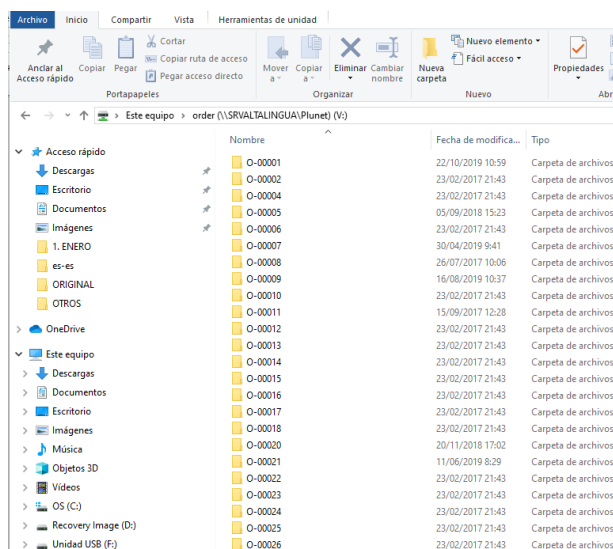 Archivo Inicio Compartir Vista Herramientas de unidad
Anclar al Acceso rápido
Copiar
Pegar
Cortar
Copiar ruta de acceso
Pegar acceso directo
Portapapeles
Mover a
Copiar a
Eliminar
Cambiar nombre
Organizar
Nueva carpeta
Nuevo elemento
Fácil acceso
Nuevo
Propiedades
Abr
Este equipo > order (\\SRVALTALINGUA\Plunet) (V:)
Acceso rápido
Descargas
Escritorio
Documentos
Imágenes
1. ENERO
es-es
ORIGINAL
OTROS
OneDrive
Este equipo
Descargas
Documentos
Escritorio
Imágenes
Música
Objetos 3D
Vídeos
OS (C:)
Recovery Image (D:)
Unidad USB (F:)
Nombre Fecha de modifica... Tipo
O-00001 22/10/2019 10:59 Carpeta de archivos
O-00002 23/02/2017 21:43 Carpeta de archivos
O-00004 23/02/2017 21:43 Carpeta de archivos
O-00005 05/09/2018 15:23 Carpeta de archivos
O-00006 23/02/2017 21:43 Carpeta de archivos
O-00007 30/04/2019 9:41 Carpeta de archivos
O-00008 26/07/2017 10:06 Carpeta de archivos
O-00009 16/08/2019 10:37 Carpeta de archivos
O-00010 23/02/2017 21:43 Carpeta de archivos
O-00011 15/09/2017 12:28 Carpeta de archivos
O-00012 23/02/2017 21:43 Carpeta de archivos
O-00013 23/02/2017 21:43 Carpeta de archivos
O-00014 23/02/2017 21:43 Carpeta de archivos
O-00015 23/02/2017 21:43 Carpeta de archivos
O-00016 23/02/2017 21:43 Carpeta de archivos
O-00017 23/02/2017 21:43 Carpeta de archivos
O-00018 23/02/2017 21:43 Carpeta de archivos
O-00020 20/11/2018 17:02 Carpeta de archivos
O-00021 11/06/2019 8:29 Carpeta de archivos
O-00022 23/02/2017 21:43 Carpeta de archivos
O-00023 23/02/2017 21:43 Carpeta de archivos
O-00024 23/02/2017 21:43 Carpeta de archivos
O-00025 23/02/2017 21:43 Carpeta de archivos
O-00026 23/02/2017 21:43 Carpeta de archivos